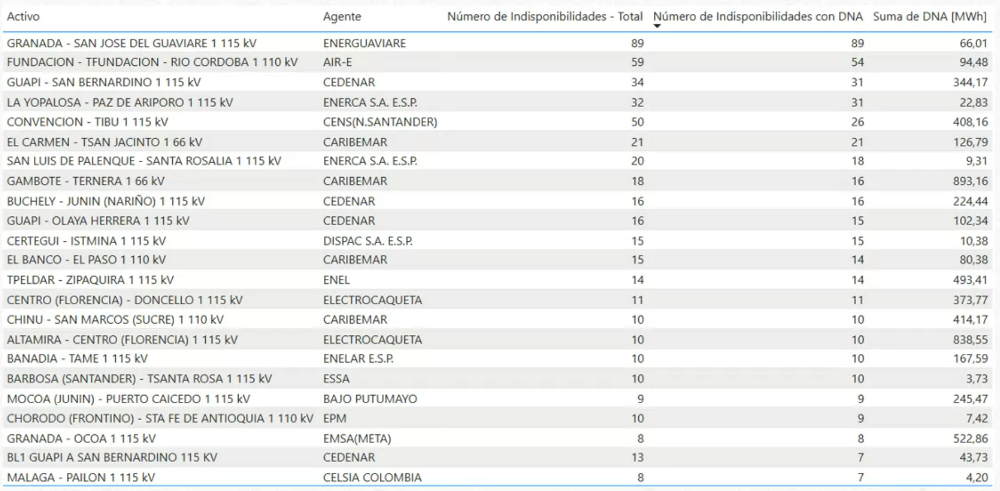 Activo Agente Número de Indisponibilidades - Total Número de Indisponibilidades con DNA Suma de DNA [MWh]
GRANADA - SAN JOSE DEL GUAVIARE 1 115 kV ENERGUAVIARE 89 89 66,01
FUNDACION - TFUNDACION - RIO CORDOBA 1 110 kV AIR-E 59 54 94,48
GUAPI - SAN BERNARDINO 1 115 kV CEDENAR 34 31 344,17
LA YOPALOSA - PAZ DE ARIPORO 1 115 kV ENERCA S.A. E.S.P. 32 31 22,83
CONVENCION - TIBU 1 115 kV CENS(N.SANTANDER) 50 26 408,16
EL CARMEN - TSAN JACINTO 1 66 kV CARIBEMAR 21 21 126,79
SAN LUIS DE PALENQUE - SANTA ROSALIA 1 115 kV ENERCA S.A. E.S.P. 20 18 9,31
GAMBOTE - TERNERA 1 66 kV CARIBEMAR 18 16 893,16
BUCHELY - JUNIN (NARIÑO) 1 115 kV CEDENAR 16 16 224,44
GUAPI - OLAYA HERRERA 1 115 kV CEDENAR 16 15 102,34
CERTEGUI - ISTMINA 1 115 kV DISPAC S.A. E.S.P. 15 15 10,38
EL BANCO - EL PASO 1 110 kV CARIBEMAR 15 14 80,38
TPELDAR - ZIPAQUIRA 1 115 kV ENEL 14 14 493,41
CENTRO (FLORENCIA) - DONCELLO 1 115 kV ELECTROCAQUETA 11 11 373,77
CHINU - SAN MARCOS (SUCRE) 1 110 kV CARIBEMAR 10 10 414,17
ALTAMIRA - CENTRO (FLORENCIA) 1 115 kV ELECTROCAQUETA 10 10 838,55
BANADIA - TAME 1 115 kV ENELAR E.S.P. 10 10 167,59
BARBOSA (SANTANDER) - TSANTA ROSA 1 115 kV ESSA 10 10 3,73
MOCOA (JUNIN) - PUERTO CAICEDO 1 115 kV BAJO PUTUMAYO 9 9 245,47
CHORODO (FRONTINO) - STA FE DE ANTIOQUIA 1 110 kV EPM 10 9 7,42
GRANADA - OCOA 1 115 kV EMSA(META) 8 8 522,86
BL1 GUAPI A SAN BERNARDINO 115 KV CEDENAR 13 7 43,73
MALAGA - PAILON 1 115 kV CELSIA COLOMBIA 8 7 4,20